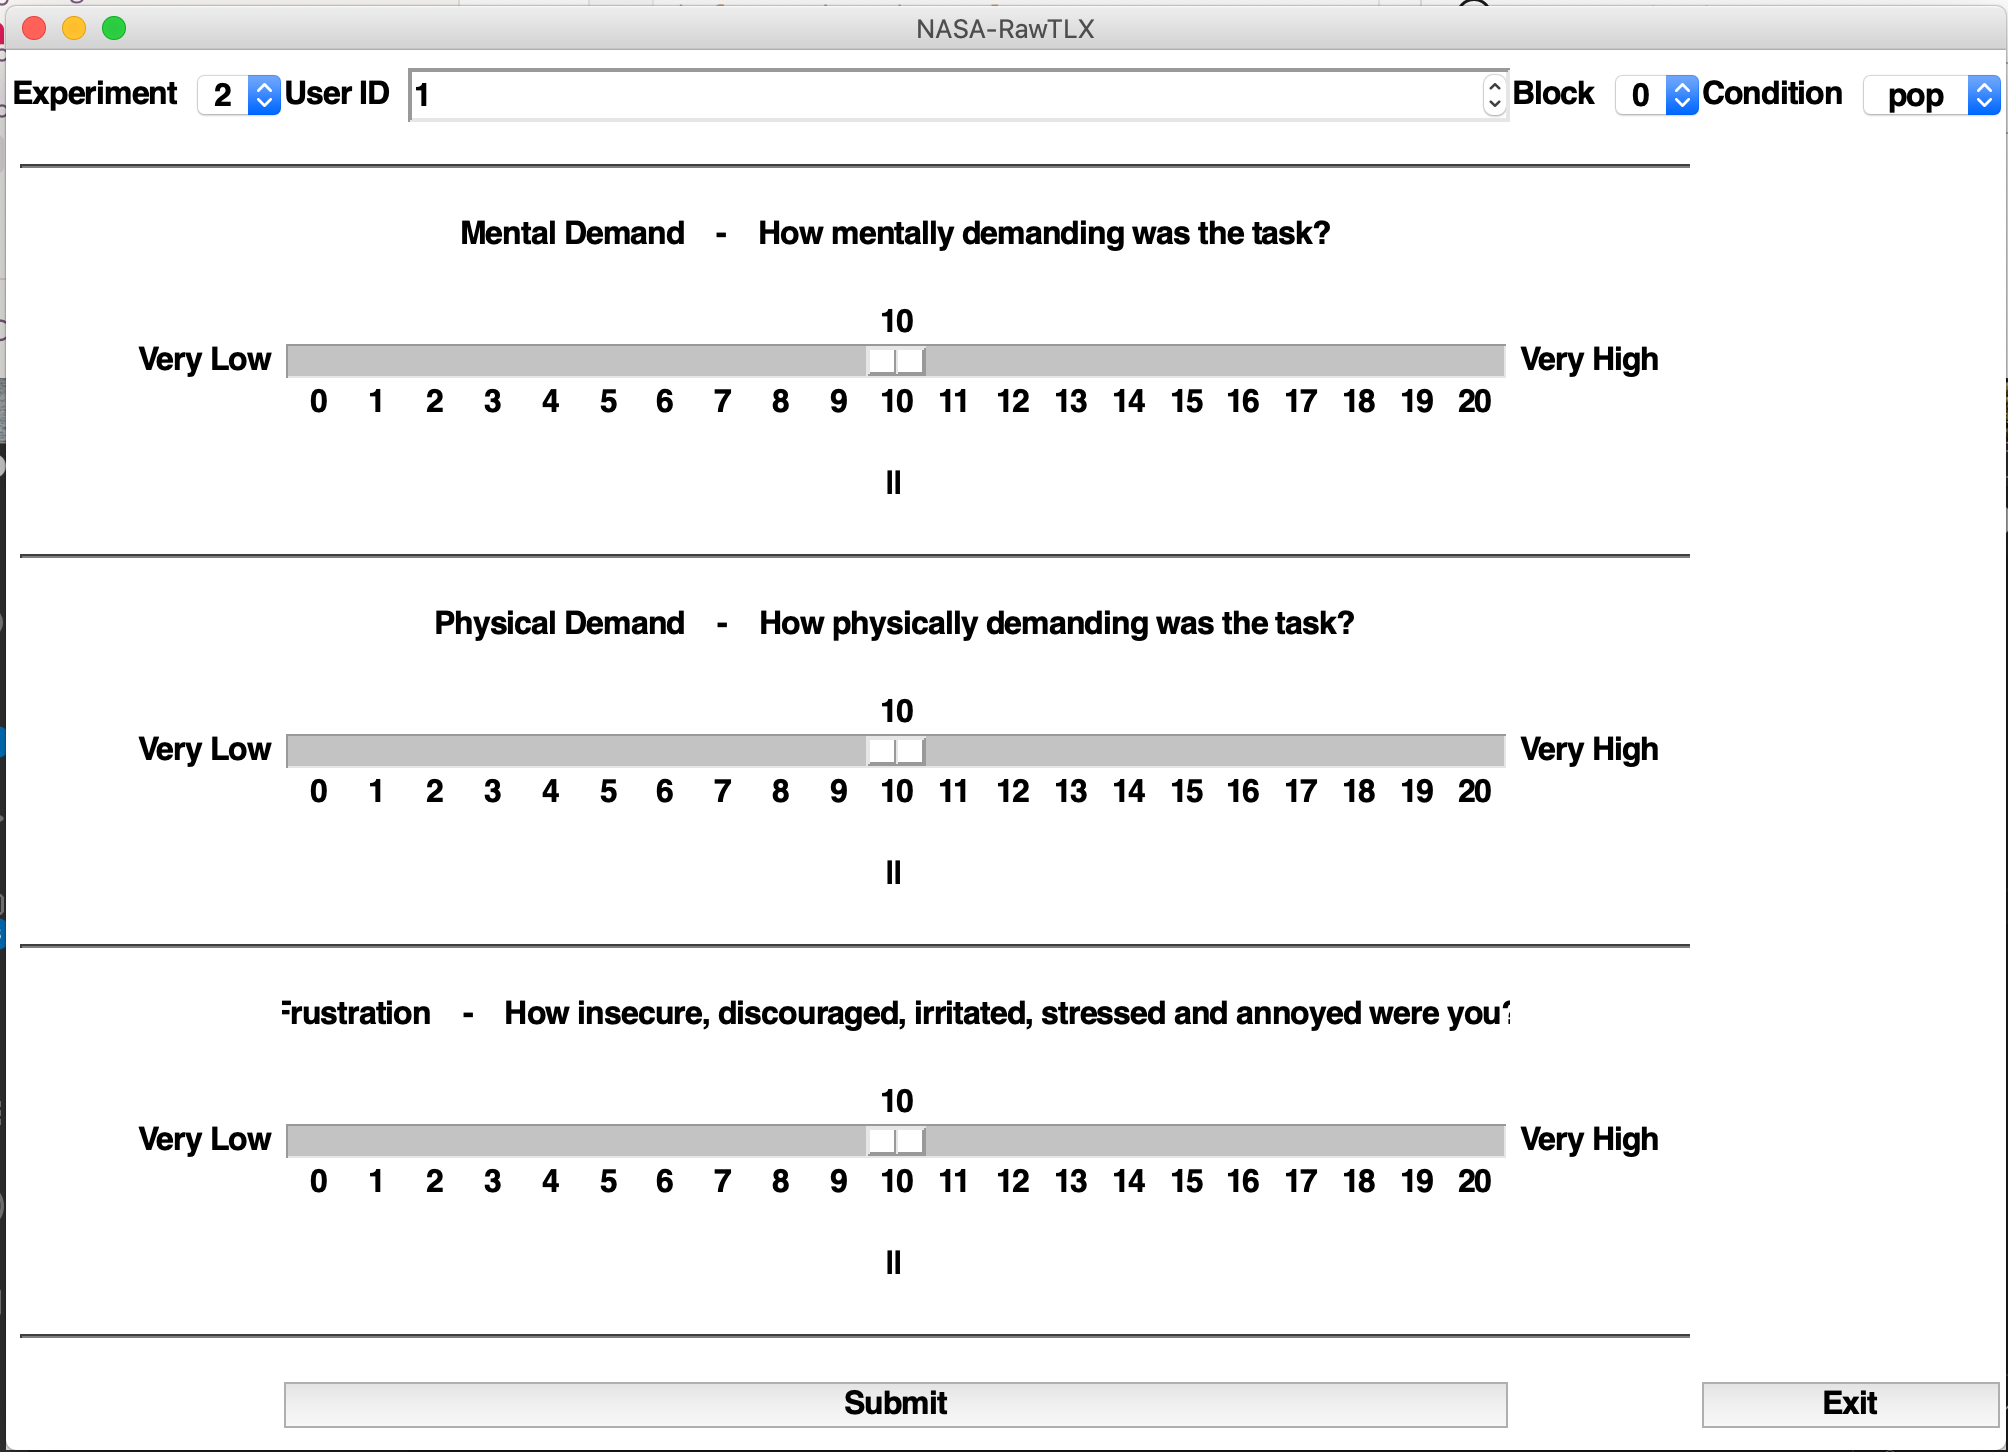 NASA-RawTLX
Experiment 2 User ID 1 Block 0 Condition pop
Mental Demand - How mentally demanding was the task?
10
Very Low Very High
0 1 2 3 4 5 6 7 8 9 10 11 12 13 14 15 16 17 18 19 20
||
Physical Demand - How physically demanding was the task?
10
Very Low Very High
0 1 2 3 4 5 6 7 8 9 10 11 12 13 14 15 16 17 18 19 20
||
Frustration - How insecure, discouraged, irritated, stressed and annoyed were you?
10
Very Low Very High
0 1 2 3 4 5 6 7 8 9 10 11 12 13 14 15 16 17 18 19 20
||
Submit Exit